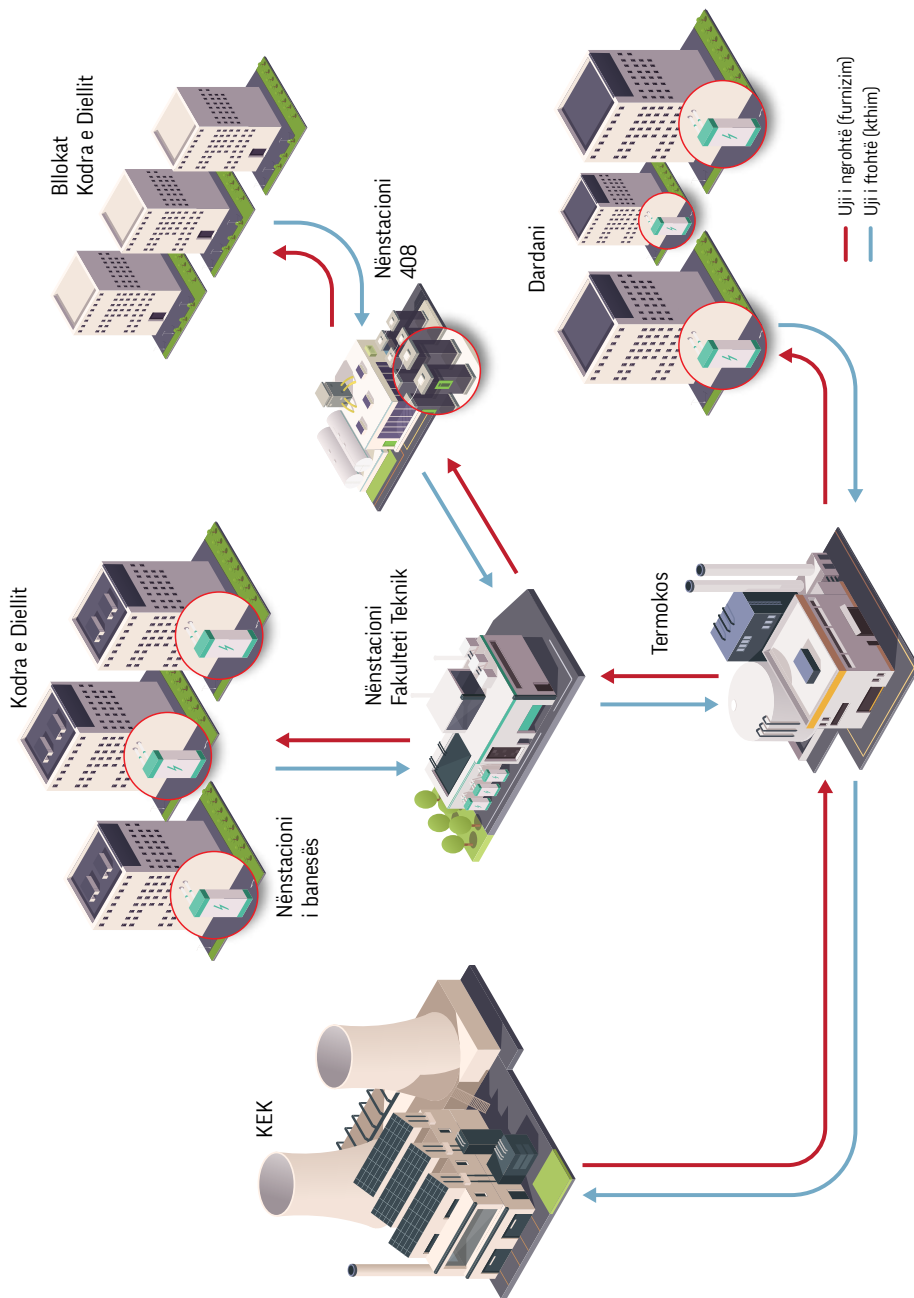 KEK
Kodra e Diellit
Nënstacioni
i banesës
Bllokat
Kodra e Diellit
Nënstacioni
Fakulteti Teknik
Nënstacioni
408
Termokos
Dardani
Uji i ngrohtë (furnizim)
Uji i ftohtë (kthim)